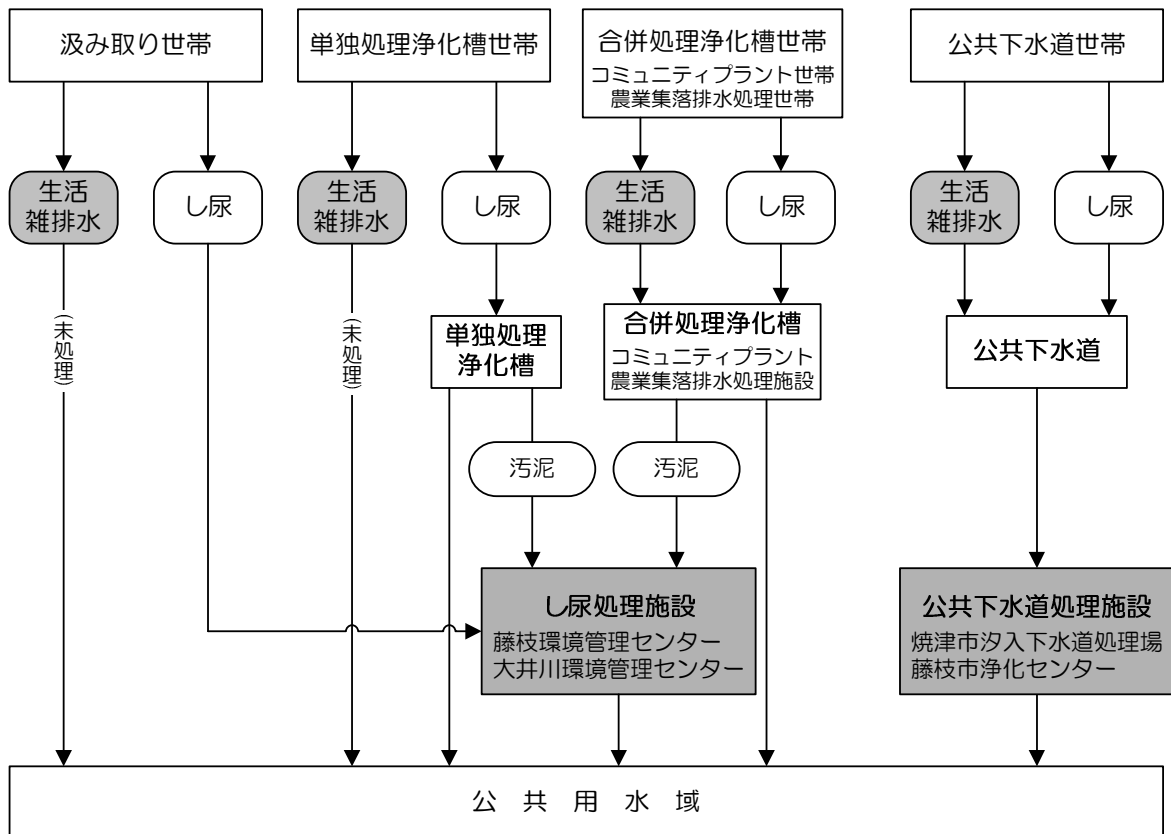 汲み取り世帯
単独処理浄化槽世帯
合併処理浄化槽世帯
コミュニティプラント世帯
農業集落排水処理世帯
公共下水道世帯
生活
雑排水
し尿
生活
雑排水
し尿
生活
雑排水
し尿
生活
雑排水
し尿
(未処理)
(未処理)
単独処理
浄化槽
合併処理浄化槽
コミュニティプラント
農業集落排水処理施設
公共下水道
汚泥
汚泥
し尿処理施設
藤枝環境管理センター
大井川環境管理センター
公共下水道処理施設
焼津市汐入下水道処理場
藤枝市浄化センター
公共用水域